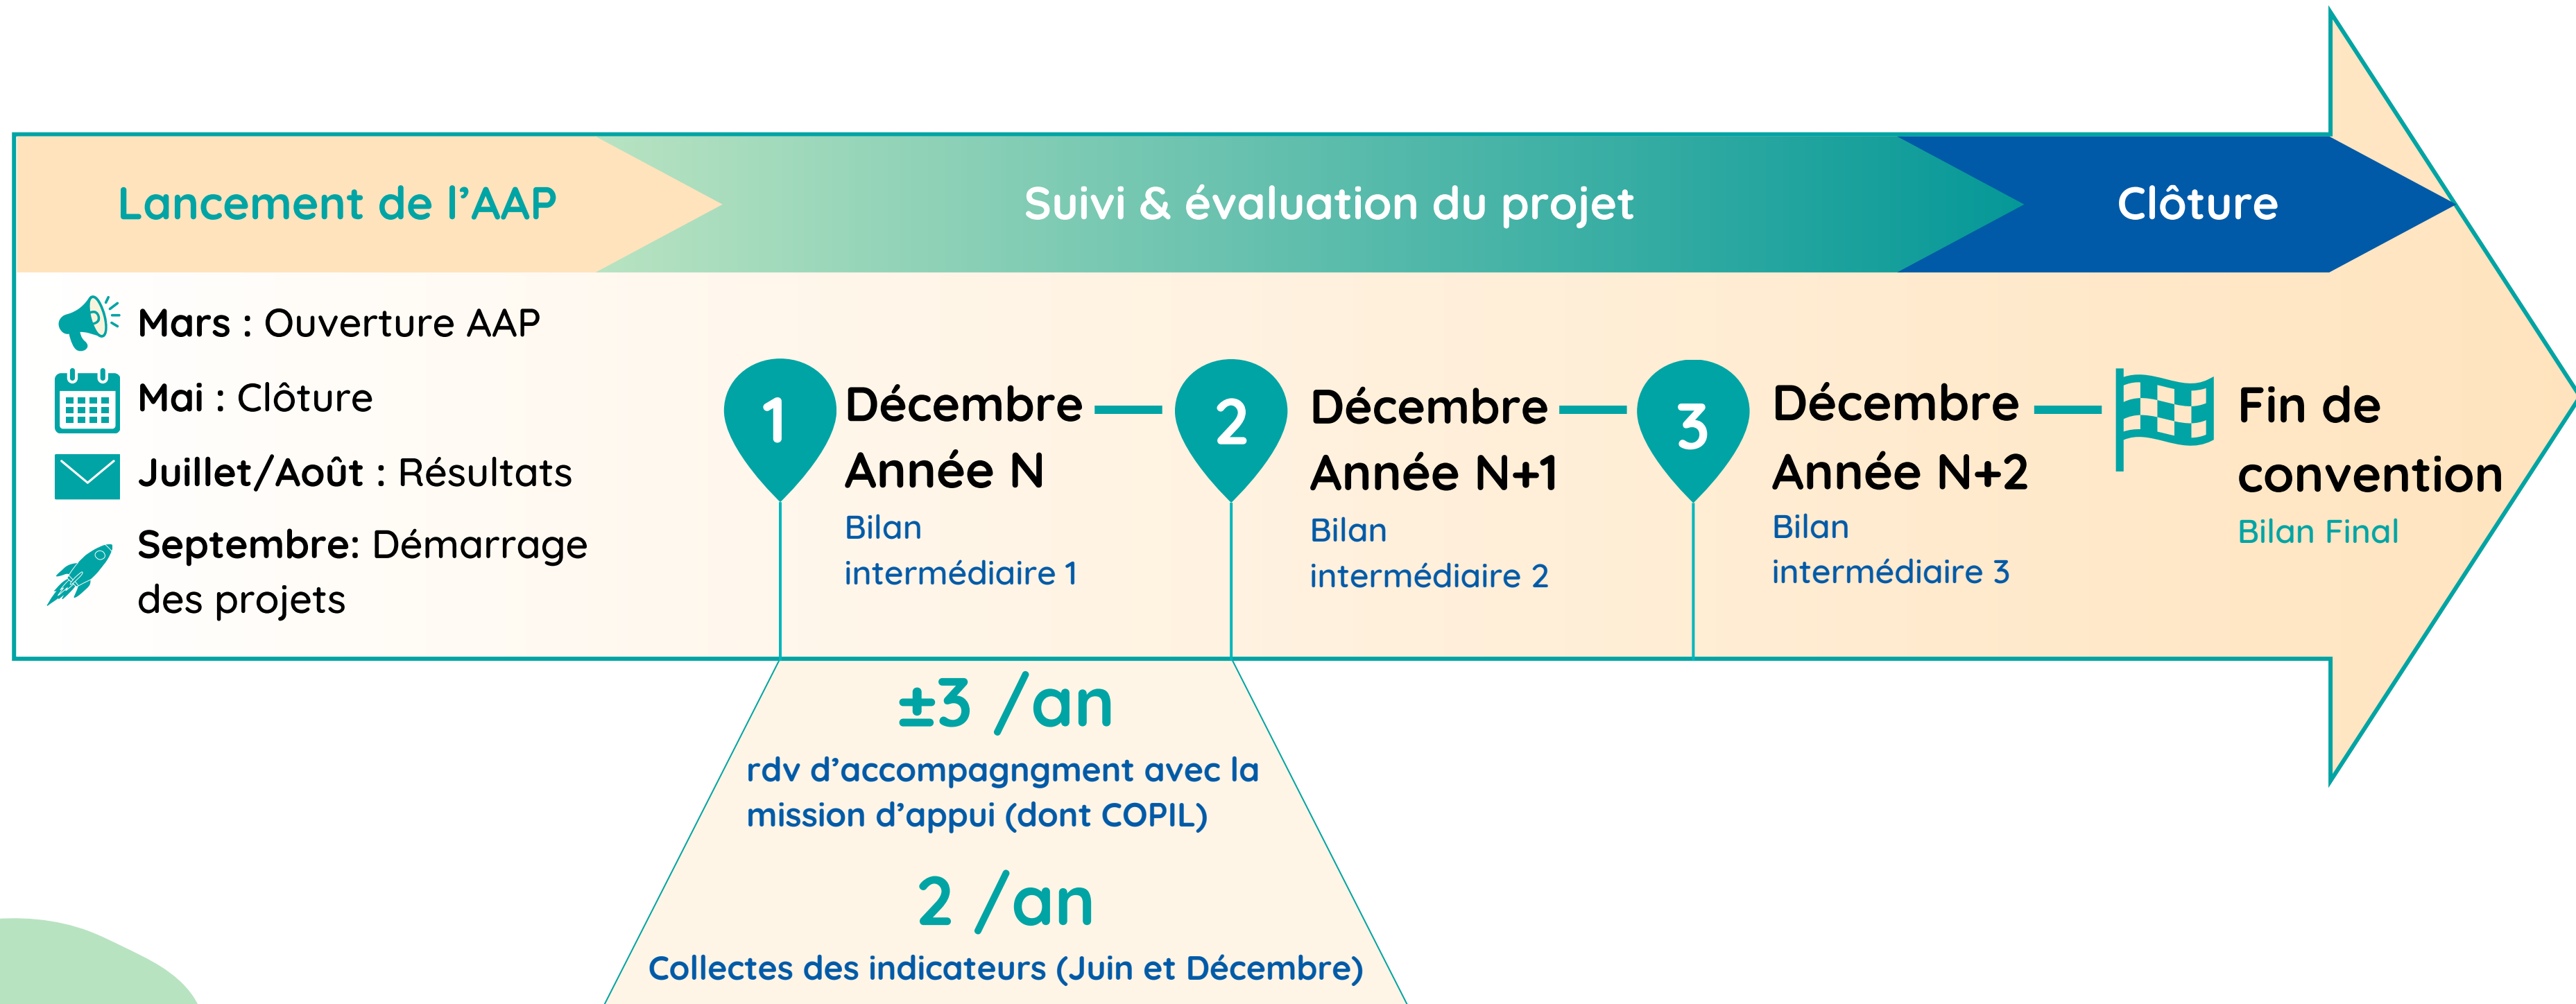 Lancement de l’AAP
Suivi & évaluation du projet
Clôture
Mars : Ouverture AAP
Mai : Clôture
Juillet/Août : Résultats
Septembre: Démarrage
des projets
1
Décembre
Année N
Bilan
intermédiaire 1
2
Décembre
Année N+1
Bilan
intermédiaire 2
3
Décembre
Année N+2
Bilan
intermédiaire 3
Fin de
convention
Bilan Final
±3 /an
rdv d’accompagngment avec la
mission d’appui (dont COPIL)
2 /an
Collectes des indicateurs (Juin et Décembre)